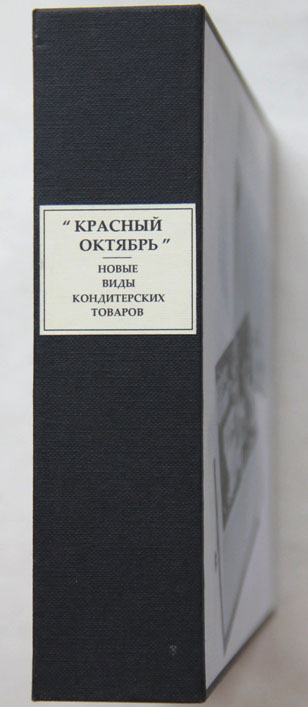 "КРАСНЫЙ
ОКТЯБРЬ"
НОВЫЕ
ВИДЫ
КОНДИТЕРСКИХ
ТОВАРОВ